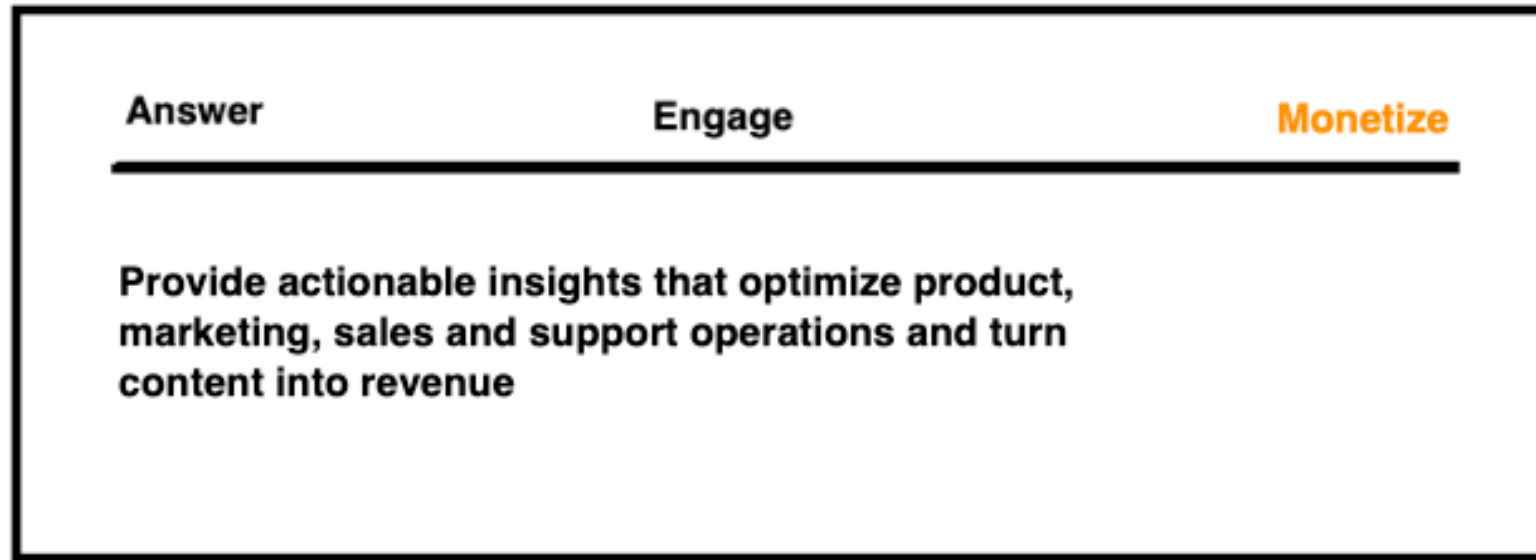 Answer Engage Monetize
Provide actionable insights that optimize product,
marketing, sales and support operations and turn
content into revenue